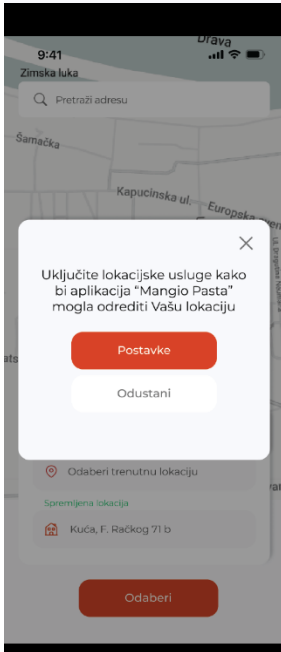 Drava
9:41
Zimska luka
Pretraži adresu
Šamačka
Kapucinska ul.
Europska
Uključite lokacijske usluge kako
bi aplikacija “Mangio Pasta”
mogla odrediti Vašu lokaciju
Postavke
Odustani
Odaberi trenutnu lokaciju
Spremljena lokacija
Kuća, F. Račkog 71 b
Odaberi